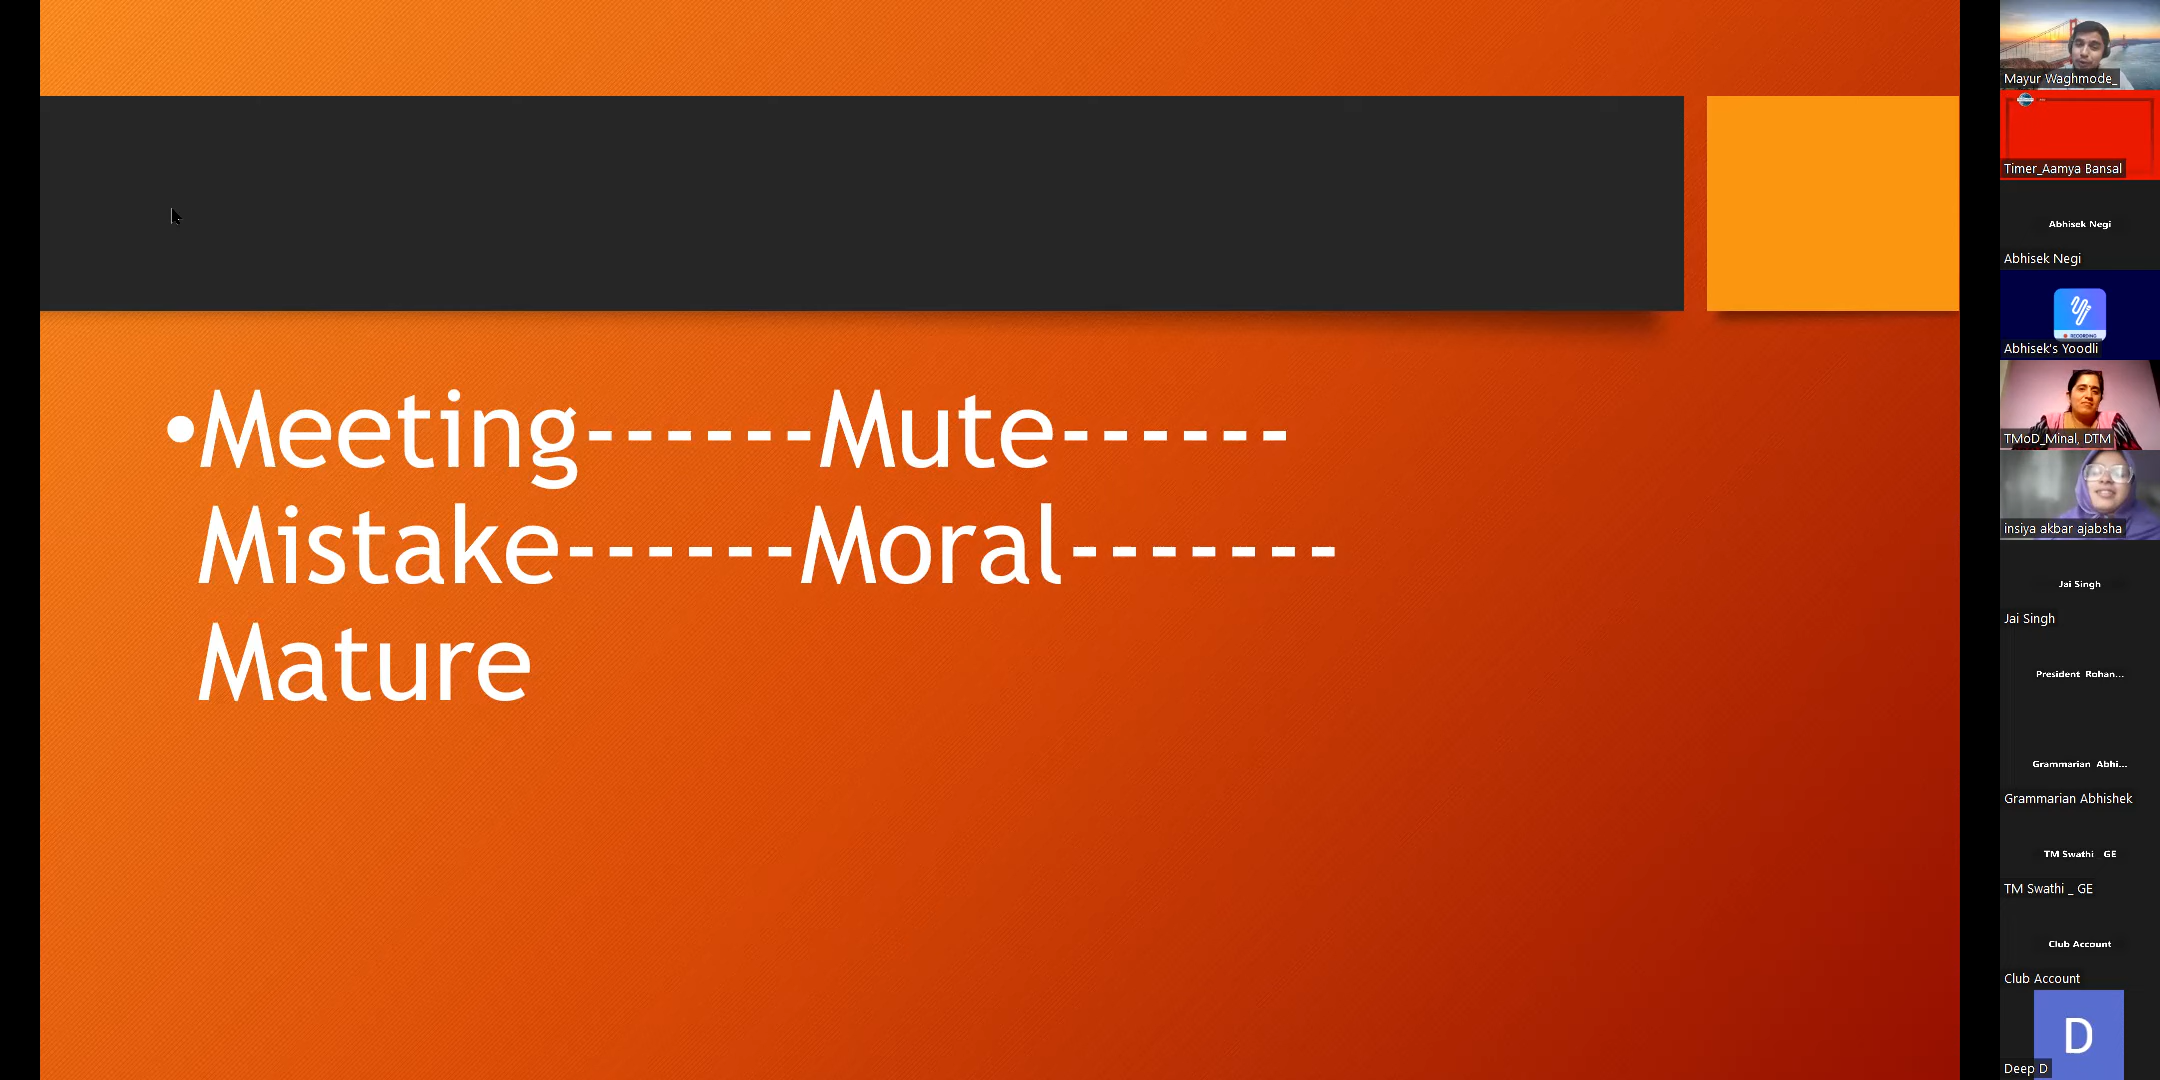 •Meeting------Mute------
Mistake------Moral-------
Mature
Mayur Waghmode_
Timer_Aamya Bansal
Abhisek Negi
Abhisek Negi
RECORDING
Abhisek's Yoodli
TMoD_Minal, DTM
insiya akbar ajabsha
Jai Singh
Jai Singh
President Rohan...
Grammarian Abhi...
Grammarian Abhishek
TM Swathi _ GE
TM Swathi _ GE
Club Account
Club Account
D
Deep D